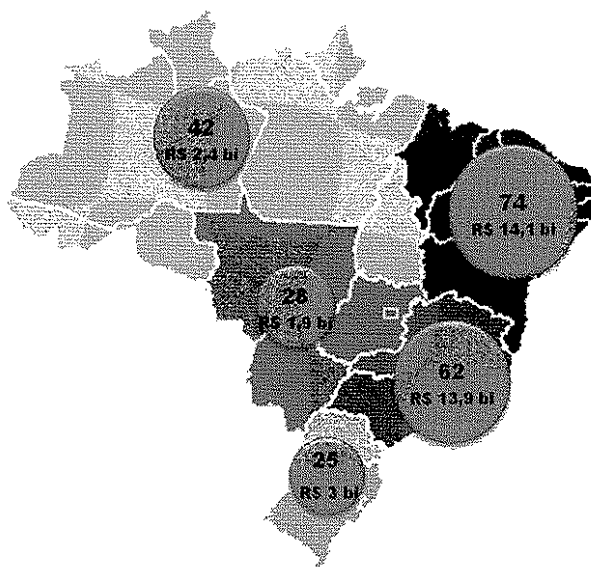 42
R$ 2,4 bi
74
R$ 14,1 bi
28
R$ 1,9 bi
62
R$ 13,9 bi
25
R$ 3 bi